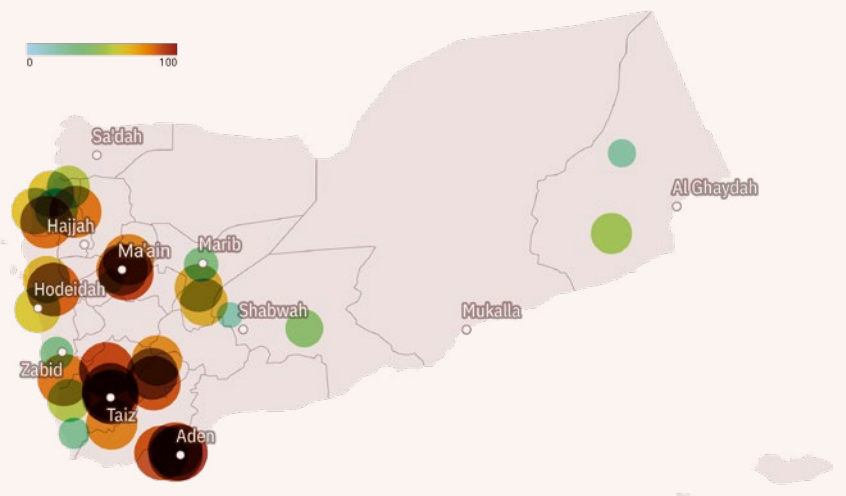 0 100
Sa'dah
Al Ghaydah
Hajjah
Ma'ain
Marib
Hodeidah
Shabwah
Mukalla
Zabid
Taiz
Aden